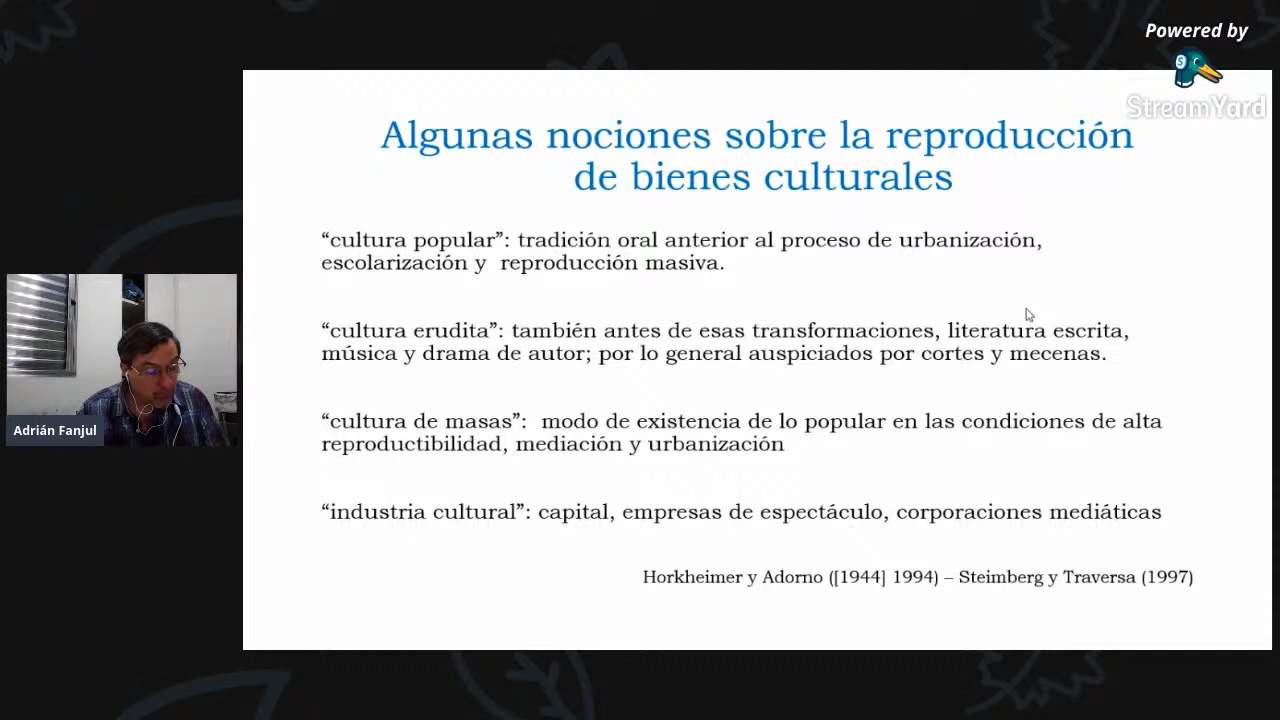 Powered by
StreamYard
Algunas nociones sobre la reproducción
de bienes culturales
“cultura popular”: tradición oral anterior al proceso de urbanización,
escolarización y  reproducción masiva.
“cultura erudita”: también antes de esas transformaciones, literatura escrita,
música y drama de autor; por lo general auspiciados por cortes y mecenas.
“cultura de masas”:  modo de existencia de lo popular en las condiciones de alta
reproductibilidad, mediación y urbanización
“industria cultural”: capital, empresas de espectáculo, corporaciones mediáticas
Horkheimer y Adorno ([1944] 1994) – Steimberg y Traversa (1997)
Adrián Fanjul